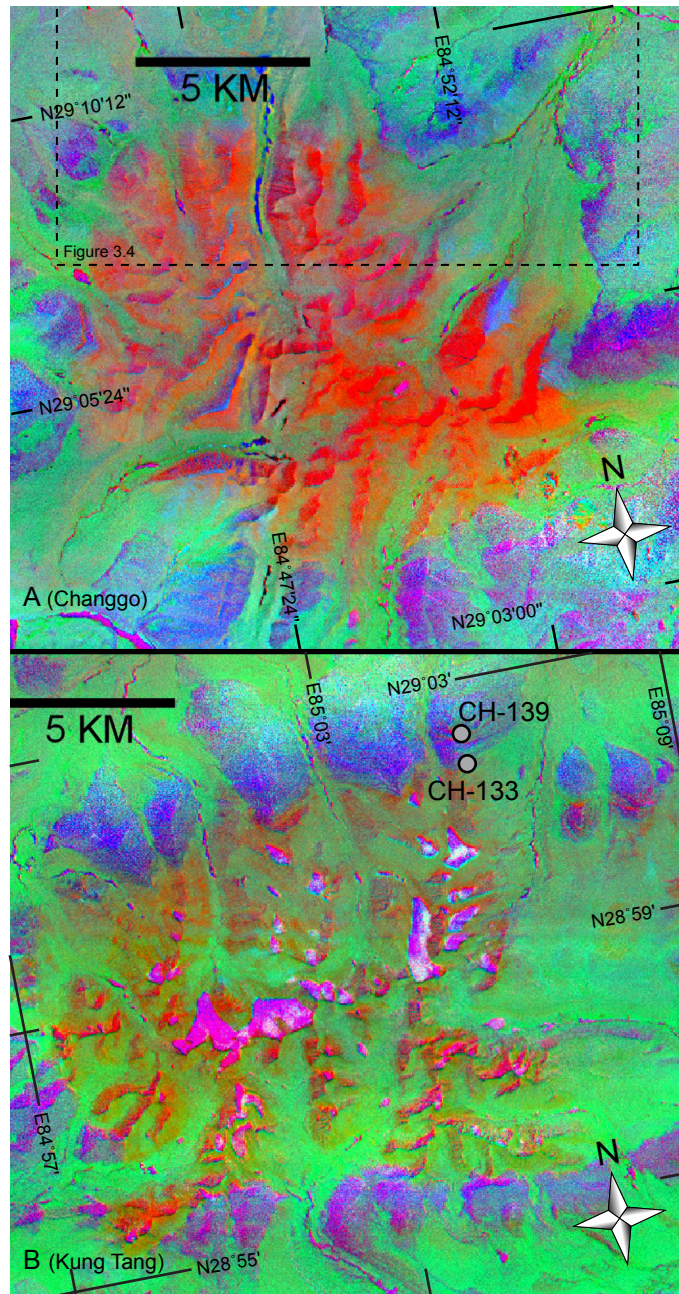 E84˚52'12"
5 KM
N29˚10'12"
Figure 3.4
N29˚05'24"
N
E84˚47'24"
A (Changgo)
N29˚03'00"
N29˚03'
5 KM
E85˚03'
E85˚09'
CH-139
CH-133
N28˚59'
E84˚57'
N
B (Kung Tang)
N28˚55'